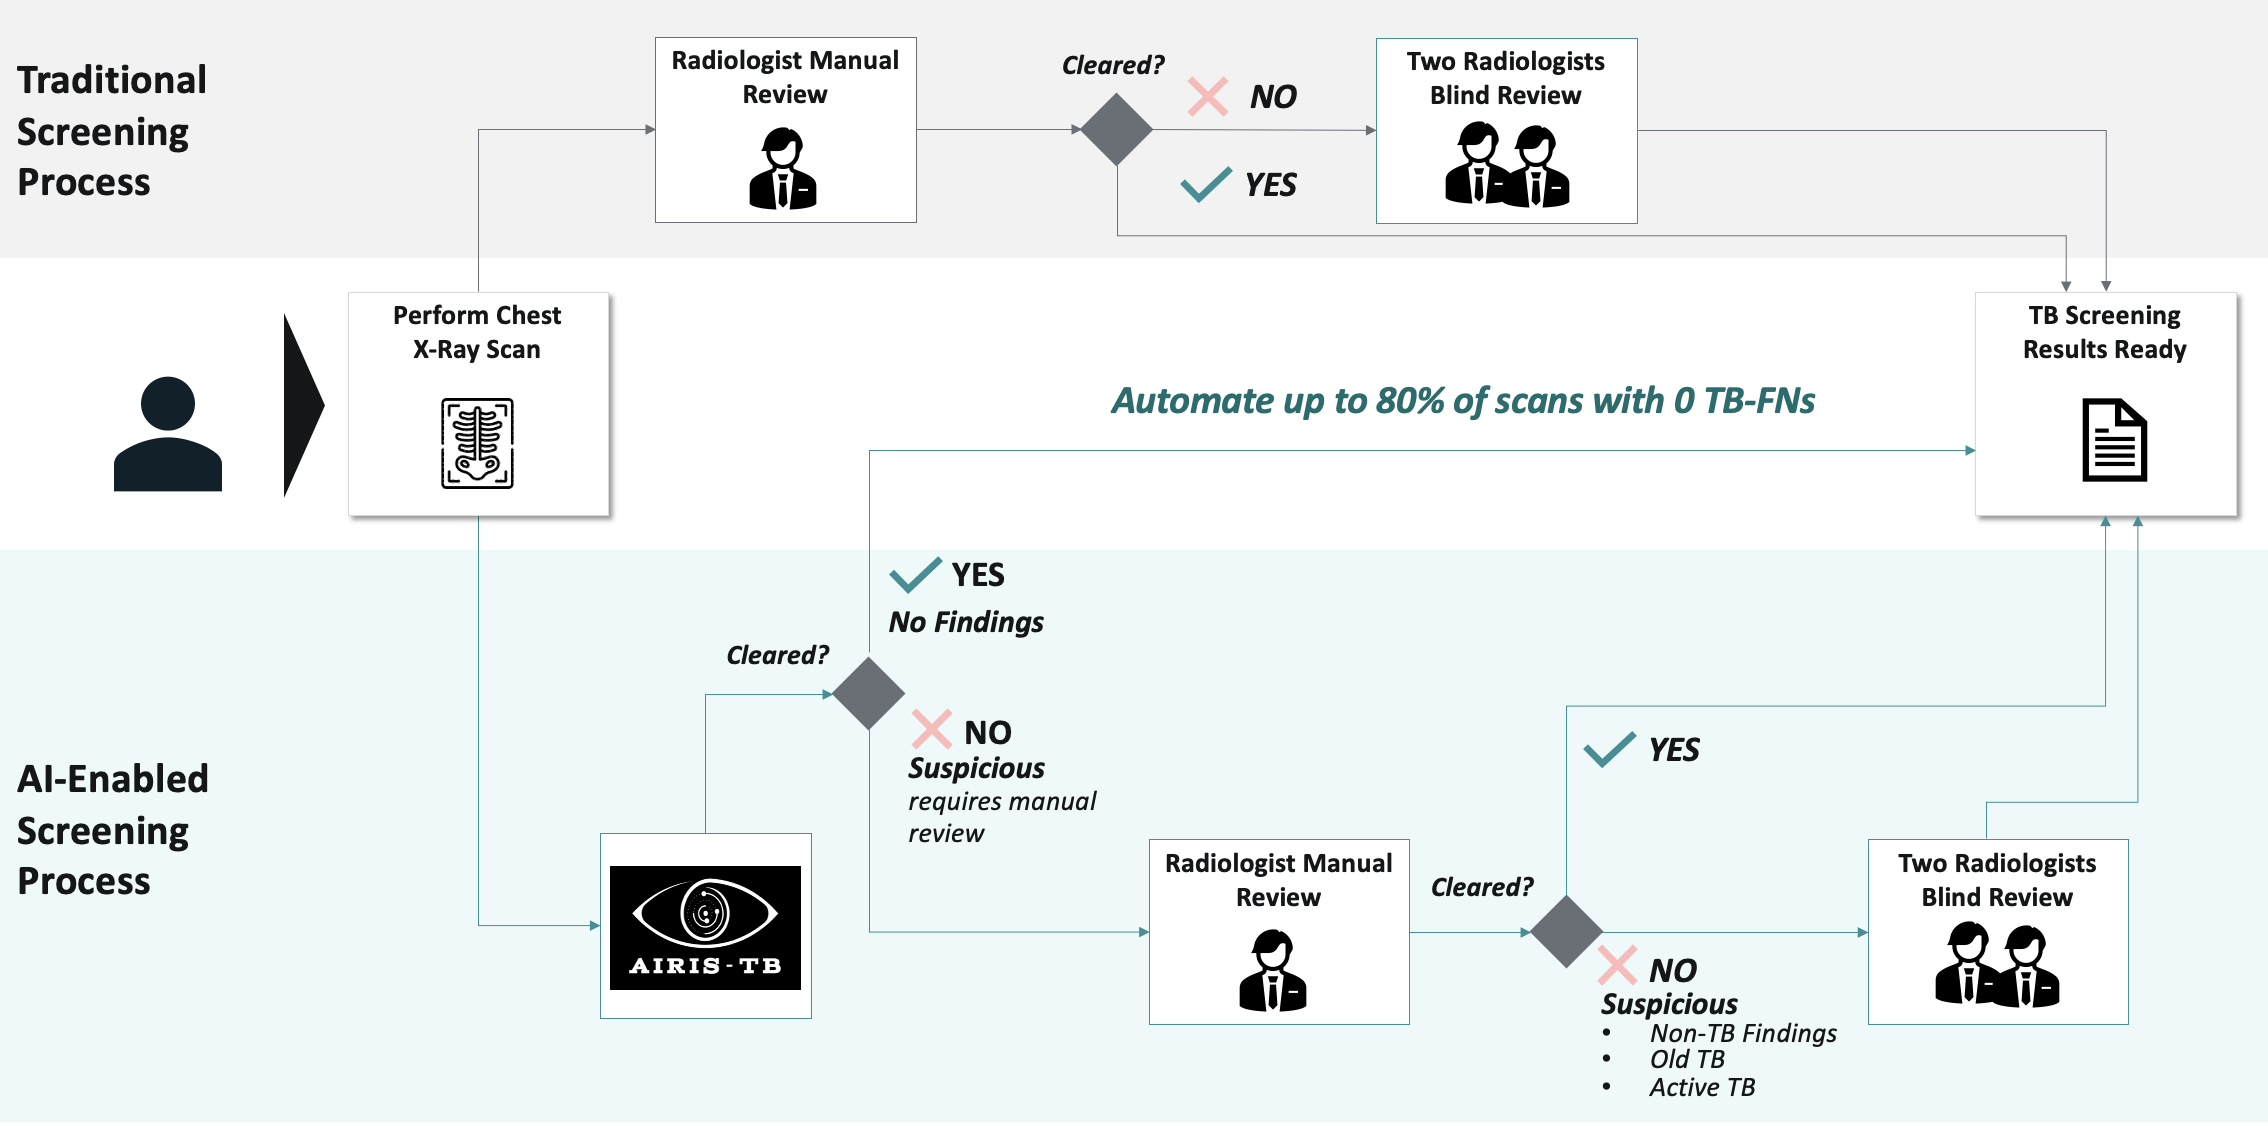 Traditional
Screening
Process
Radiologist Manual
Review
Cleared?
NO
YES
Two Radiologists
Blind Review
Perform Chest
X-Ray Scan
TB Screening
Results Ready
Automate up to 80% of scans with 0 TB-FNs
AI-Enabled
Screening
Process
AIRIS-TB
Cleared?
YES
No Findings
NO
Suspicious
requires manual
review
Radiologist Manual
Review
Cleared?
YES
NO
Suspicious
• Non-TB Findings
• Old TB
• Active TB
Two Radiologists
Blind Review